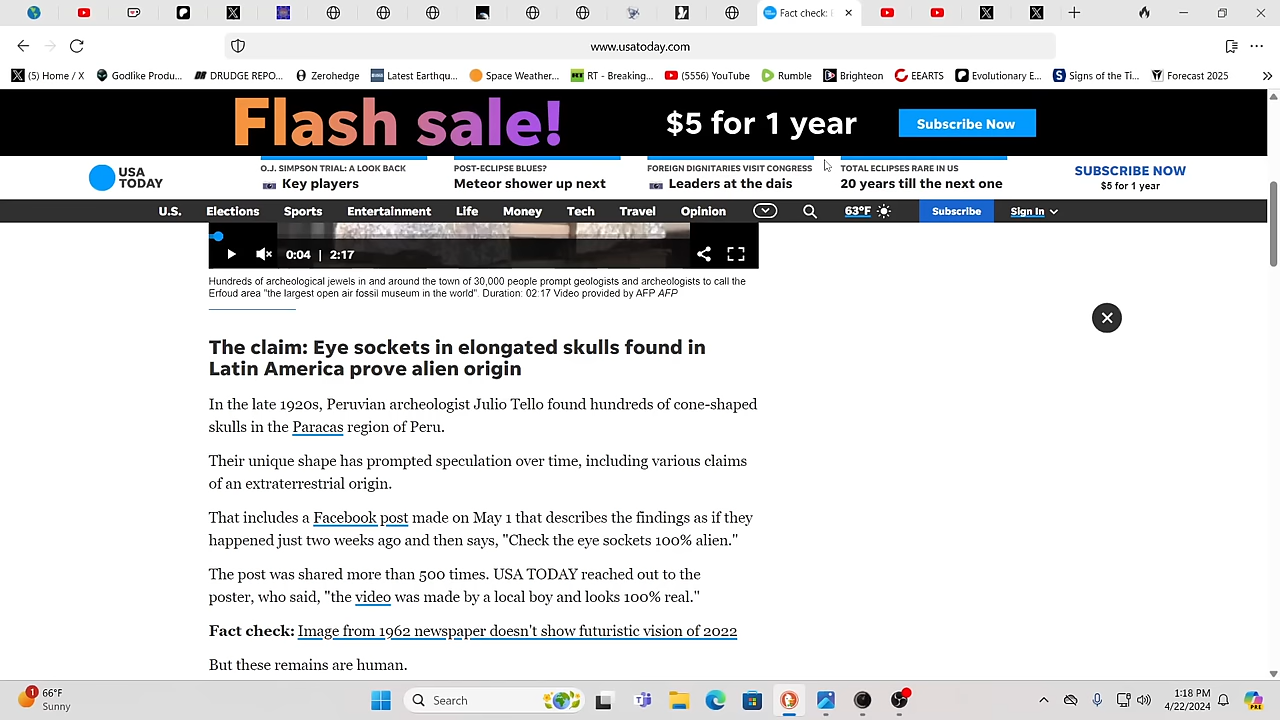 Fact check: E
www.usatoday.com
(5) Home / X
Godlike Produ...
DRUDGE REPO...
Zerohedge
Latest Earthqu...
Space Weather...
RT - Breaking...
(5556) YouTube
Rumble
Brighteon
EEARTS
Evolutionary E...
Signs of the Ti...
Forecast 2025
Flash sale!
$5 for 1 year
Subscribe Now
USA
TODAY
O.J. SIMPSON TRIAL: A LOOK BACK
Key players
POST-ECLIPSE BLUES?
Meteor shower up next
FOREIGN DIGNITARIES VISIT CONGRESS
Leaders at the dais
TOTAL ECLIPSES RARE IN US
20 years till the next one
SUBSCRIBE NOW
$5 for 1 year
U.S. Elections Sports Entertainment Life Money Tech Travel Opinion 63°F Subscribe Sign In
0:04 | 2:17
Hundreds of archeological jewels in and around the town of 30,000 people prompt geologists and archeologists to call the
Erfoud area "the largest open air fossil museum in the world". Duration: 02:17 Video provided by AFP AFP
The claim: Eye sockets in elongated skulls found in
Latin America prove alien origin
In the late 1920s, Peruvian archeologist Julio Tello found hundreds of cone-shaped
skulls in the Paracas region of Peru.
Their unique shape has prompted speculation over time, including various claims
of an extraterrestrial origin.
That includes a Facebook post made on May 1 that describes the findings as if they
happened just two weeks ago and then says, "Check the eye sockets 100% alien."
The post was shared more than 500 times. USA TODAY reached out to the
poster, who said, "the video was made by a local boy and looks 100% real."
Fact check: Image from 1962 newspaper doesn't show futuristic vision of 2022
But these remains are human.
1
66°F
Sunny
Search
1:18 PM
4/22/2024